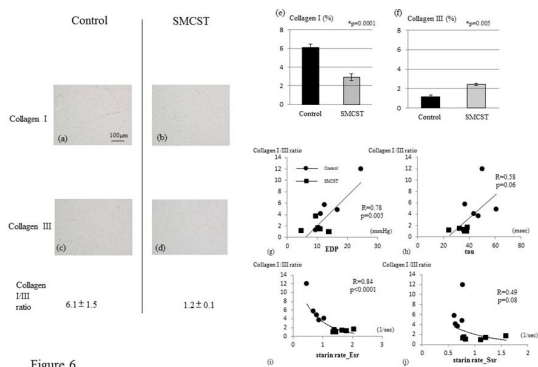 Control
SMCST
Collagen I
(a)
100μm
(b)
Collagen III
(c)
(d)
Collagen
I/III
ratio
6.1 ± 1.5
1.2 ± 0.1
Figure 6
(e)
Collagen I (%)
*p=0.0001
8
6
4
2
0
Control
SMCST
(f)
Collagen III (%)
*p=0.005
8
6
4
2
0
Control
SMCST
Collagen I/III ratio
14
12
10
8
6
4
2
0
Control
SMCST
R=0.78
p=0.005
0
10
20
30
(mmHg)
(g)
EDP
Collagen I/III ratio
14
12
10
8
6
4
2
0
R=0.58
p=0.06
20
40
60
80
(msec)
(h)
tau
Collagen I/III ratio
14
12
10
8
6
4
2
0
R=0.84
p<0.0001
(1/sec)
0
1
2
3
(i)
starin rate_Esr
Collagen I/III ratio
14
12
10
8
6
4
2
0
R=0.49
p=0.08
(1/sec)
0
0.5
1
1.5
2
(j)
starin rate_Ssr